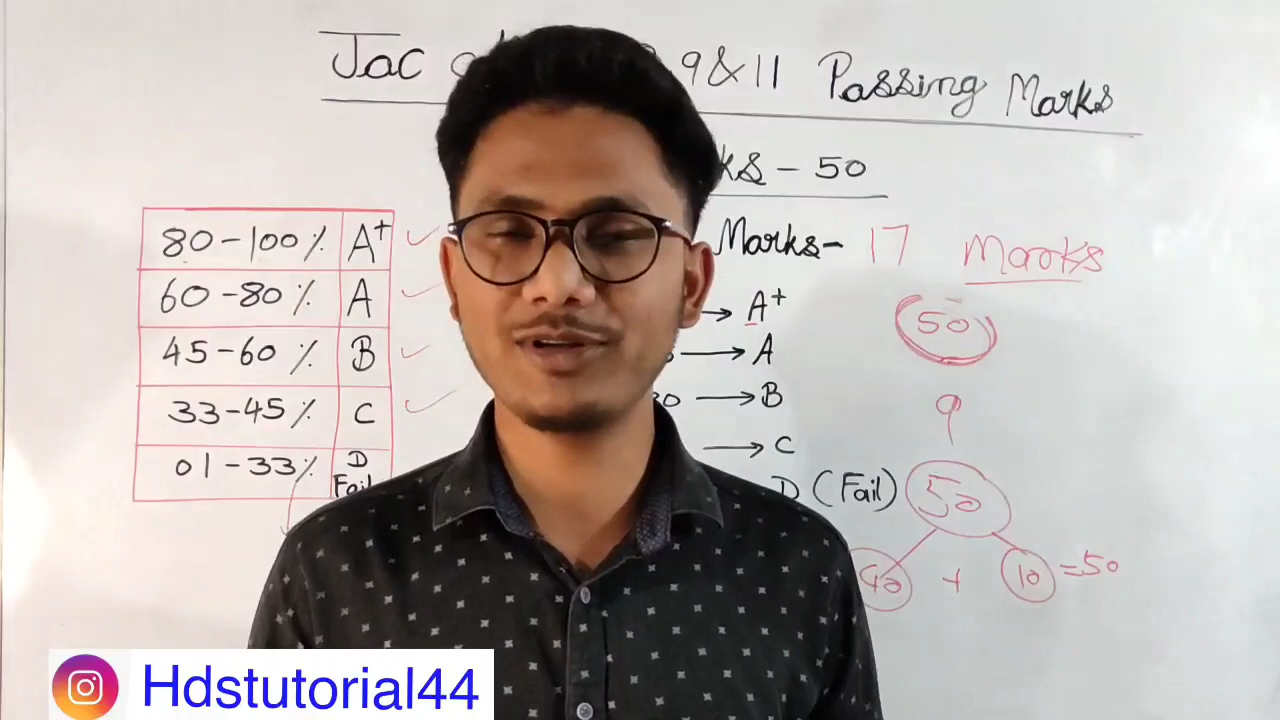 Jac 9 & 11 Passing Marks
- 50
Marks- 17 Marks
80-100% A+
60-80% A
45-60% B
33-45% C
01-33% D
Fail
→ A+
→ A
→ B
→ C
D (Fail)
50
9
50
40 + 10 =50
Hdstutorial44